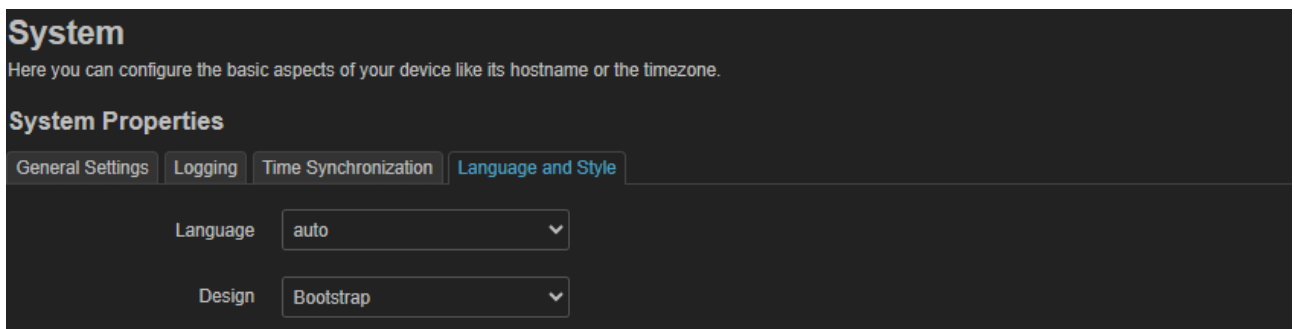 System
Here you can configure the basic aspects of your device like its hostname or the timezone.
System Properties
General Settings Logging Time Synchronization Language and Style
Language auto
Design Bootstrap